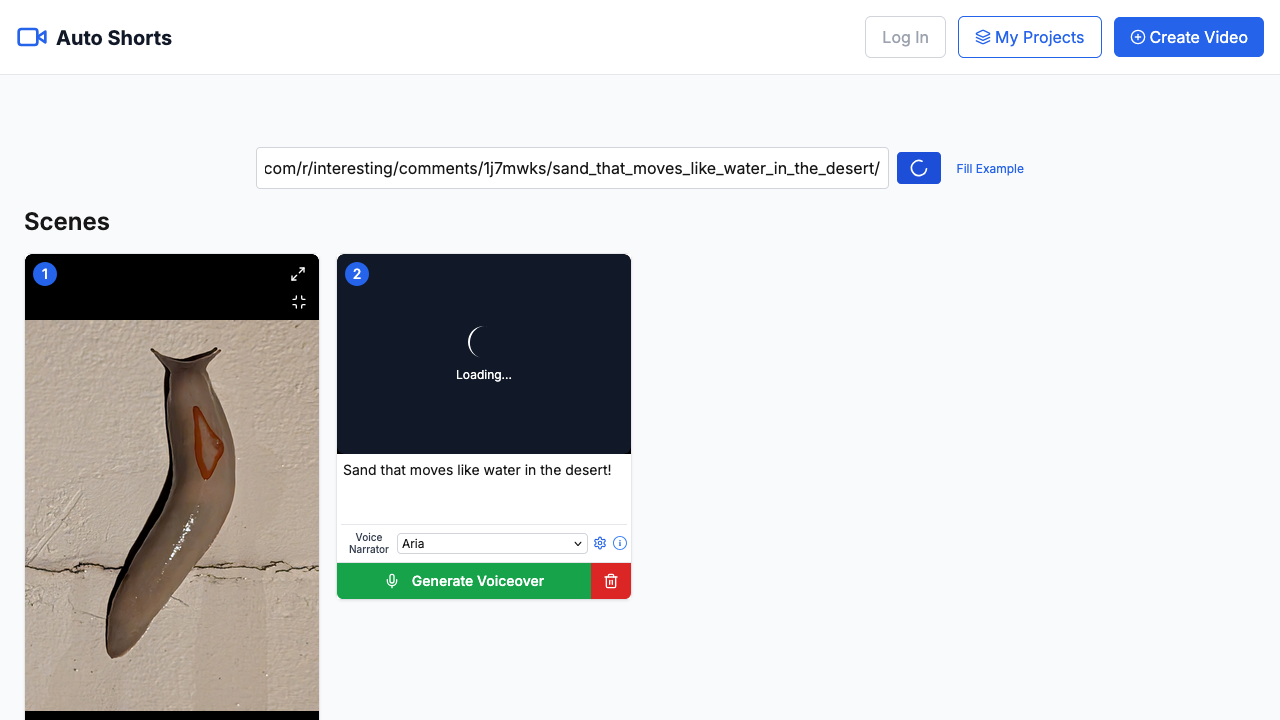 Auto Shorts
Log In
My Projects
Create Video
com/r/interesting/comments/1j7mwks/sand_that_moves_like_water_in_the_desert/
Fill Example
Scenes
1
2
Loading...
Sand that moves like water in the desert!
Voice
Narrator
Aria
Generate Voiceover